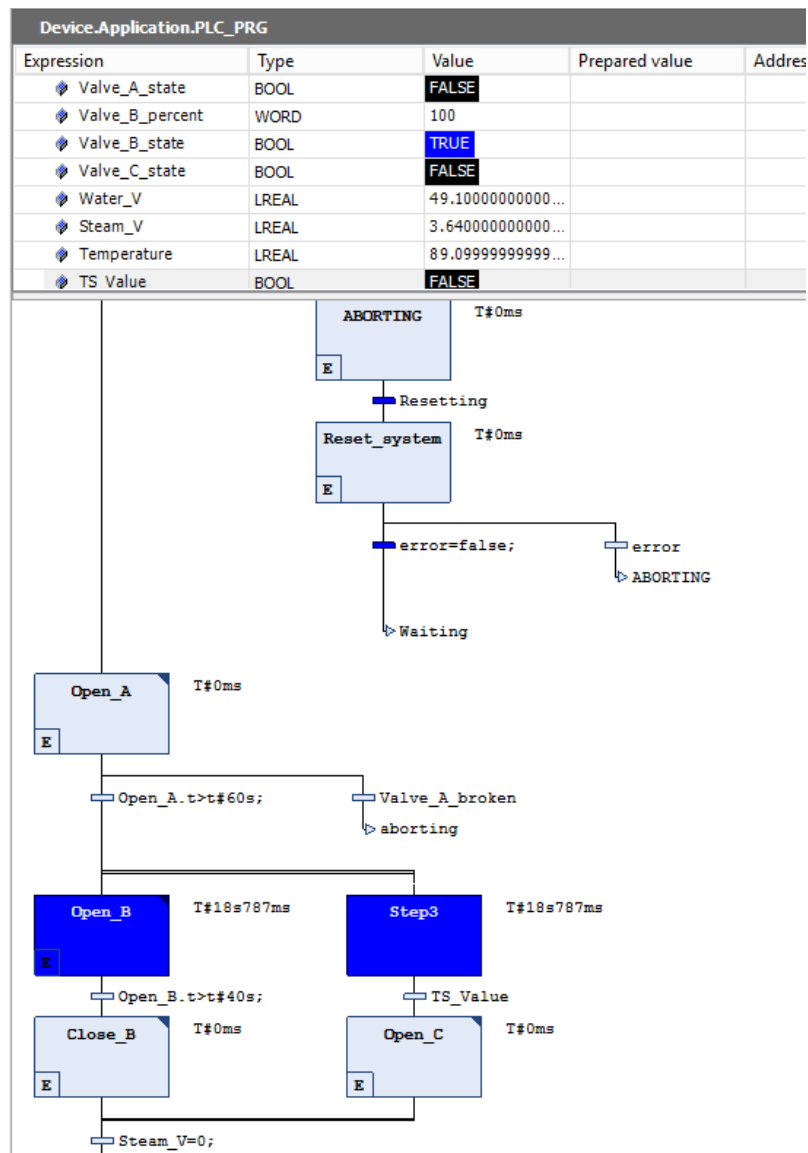 Device.Application.PLC_PRG
Expression Type Value Prepared value Addres
Valve_A_state BOOL FALSE
Valve_B_percent WORD 100
Valve_B_state BOOL TRUE
Valve_C_state BOOL FALSE
Water_V LREAL 49.10000000000...
Steam_V LREAL 3.640000000000...
Temperature LREAL 89.09999999999...
TS_Value BOOL FALSE
ABORTING T#0ms
E
Resetting
Reset_system T#0ms
E
error=false; error
ABORTING
Waiting
Open_A T#0ms
E
Open_A.t>t#60s; Valve_A_broken
aborting
Open_B T#18s787ms Step3 T#18s787ms
E
Open_B.t>t#40s; TS_Value
Close_B T#0ms Open_C T#0ms
E E
Steam_V=0;